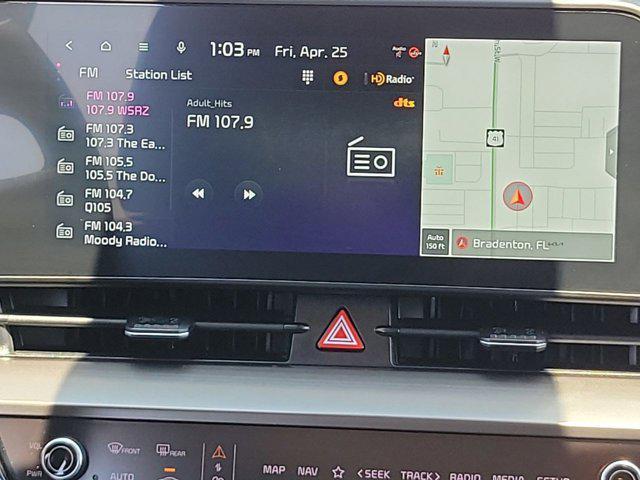 1:03 PM Fri, Apr. 25
FM Station List HD Radio
FM 107.9
107.9 WSRZ
FM 107.3
107.3 The Ea...
FM 105.5
105.5 The Do...
FM 104.7
Q105
FM 104.3
Moody Radio...
Adult_Hits
FM 107.9
dts
41
Auto
150 ft
Bradenton, FL
VOL
PWR
FRONT
REAR
AUTO
MAP NAV <SEEK TRACK> RADIO MEDIA SETUP